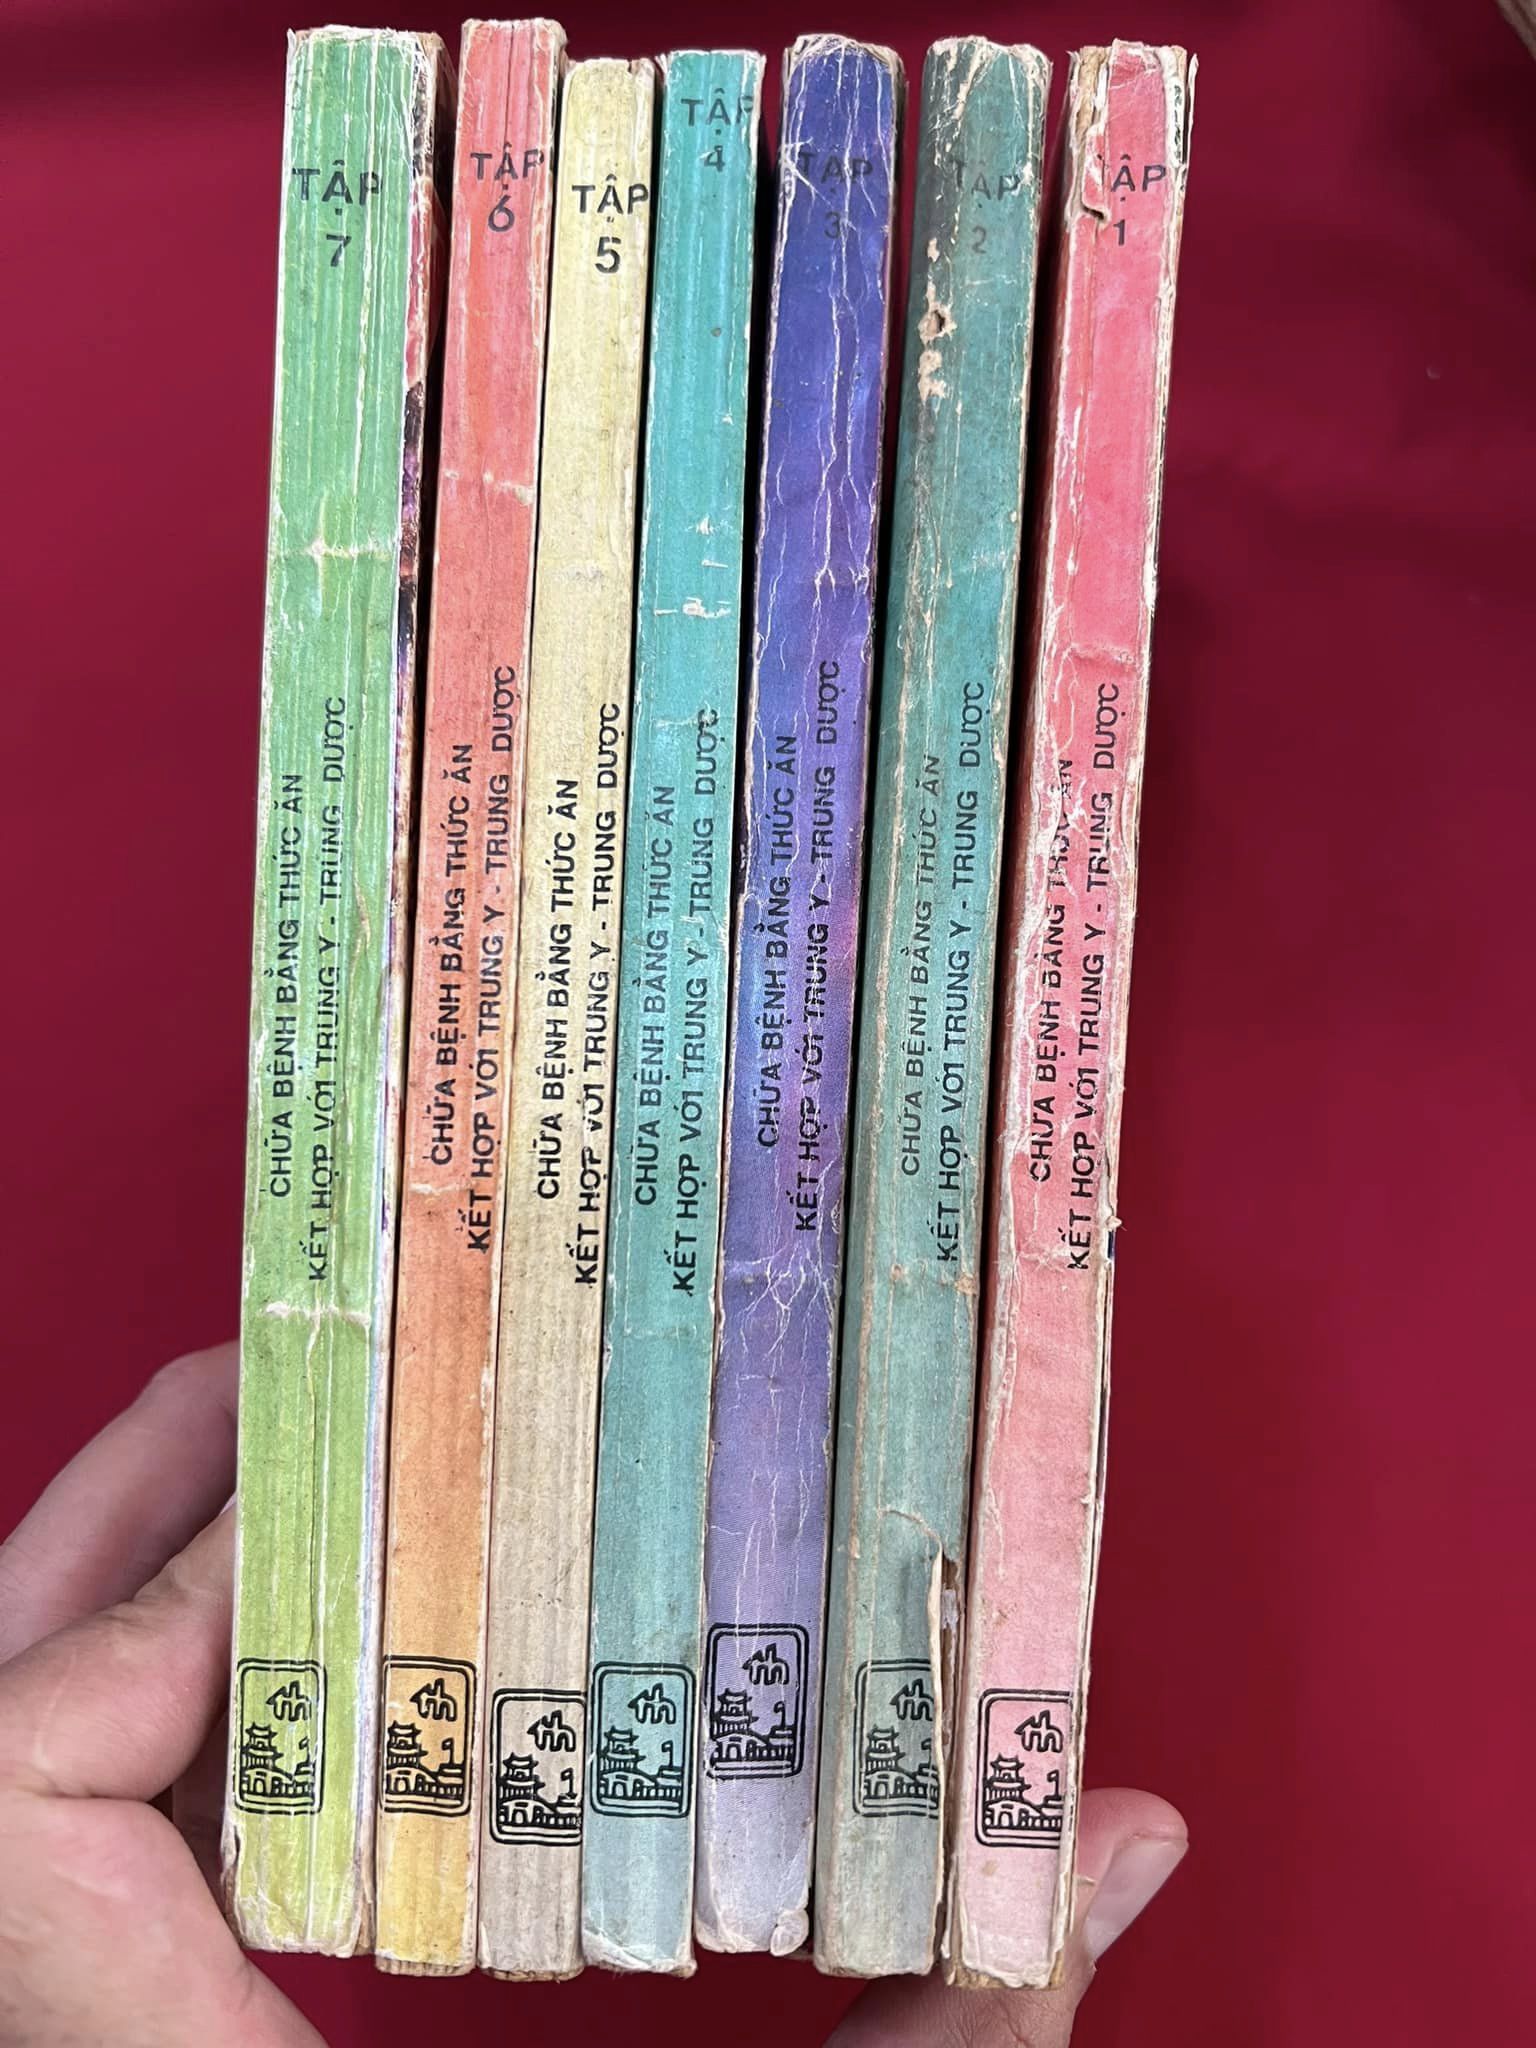 TẬP
7
CHỮA BỆNH BẰNG THỨC ĂN
KẾT HỢP VỚI TRUNG Y - TRUNG DƯỢC
TẬP
6
CHỮA BỆNH BẰNG THỨC ĂN
KẾT HỢP VỚI TRUNG Y - TRUNG DƯỢC
TẬP
5
CHỮA BỆNH BẰNG THỨC ĂN
KẾT HỢP VỚI TRUNG Y - TRUNG DƯỢC
TẬP
4
CHỮA BỆNH BẰNG THỨC ĂN
KẾT HỢP VỚI TRUNG Y - TRUNG DƯỢC
TẬP
3
CHỮA BỆNH BẰNG THỨC ĂN
KẾT HỢP VỚI TRUNG Y - TRUNG DƯỢC
TẬP
2
CHỮA BỆNH BẰNG THỨC ĂN
KẾT HỢP VỚI TRUNG Y - TRUNG DƯỢC
TẬP
1
CHỮA BỆNH BẰNG THỨC ĂN
KẾT HỢP VỚI TRUNG Y - TRUNG DƯỢC